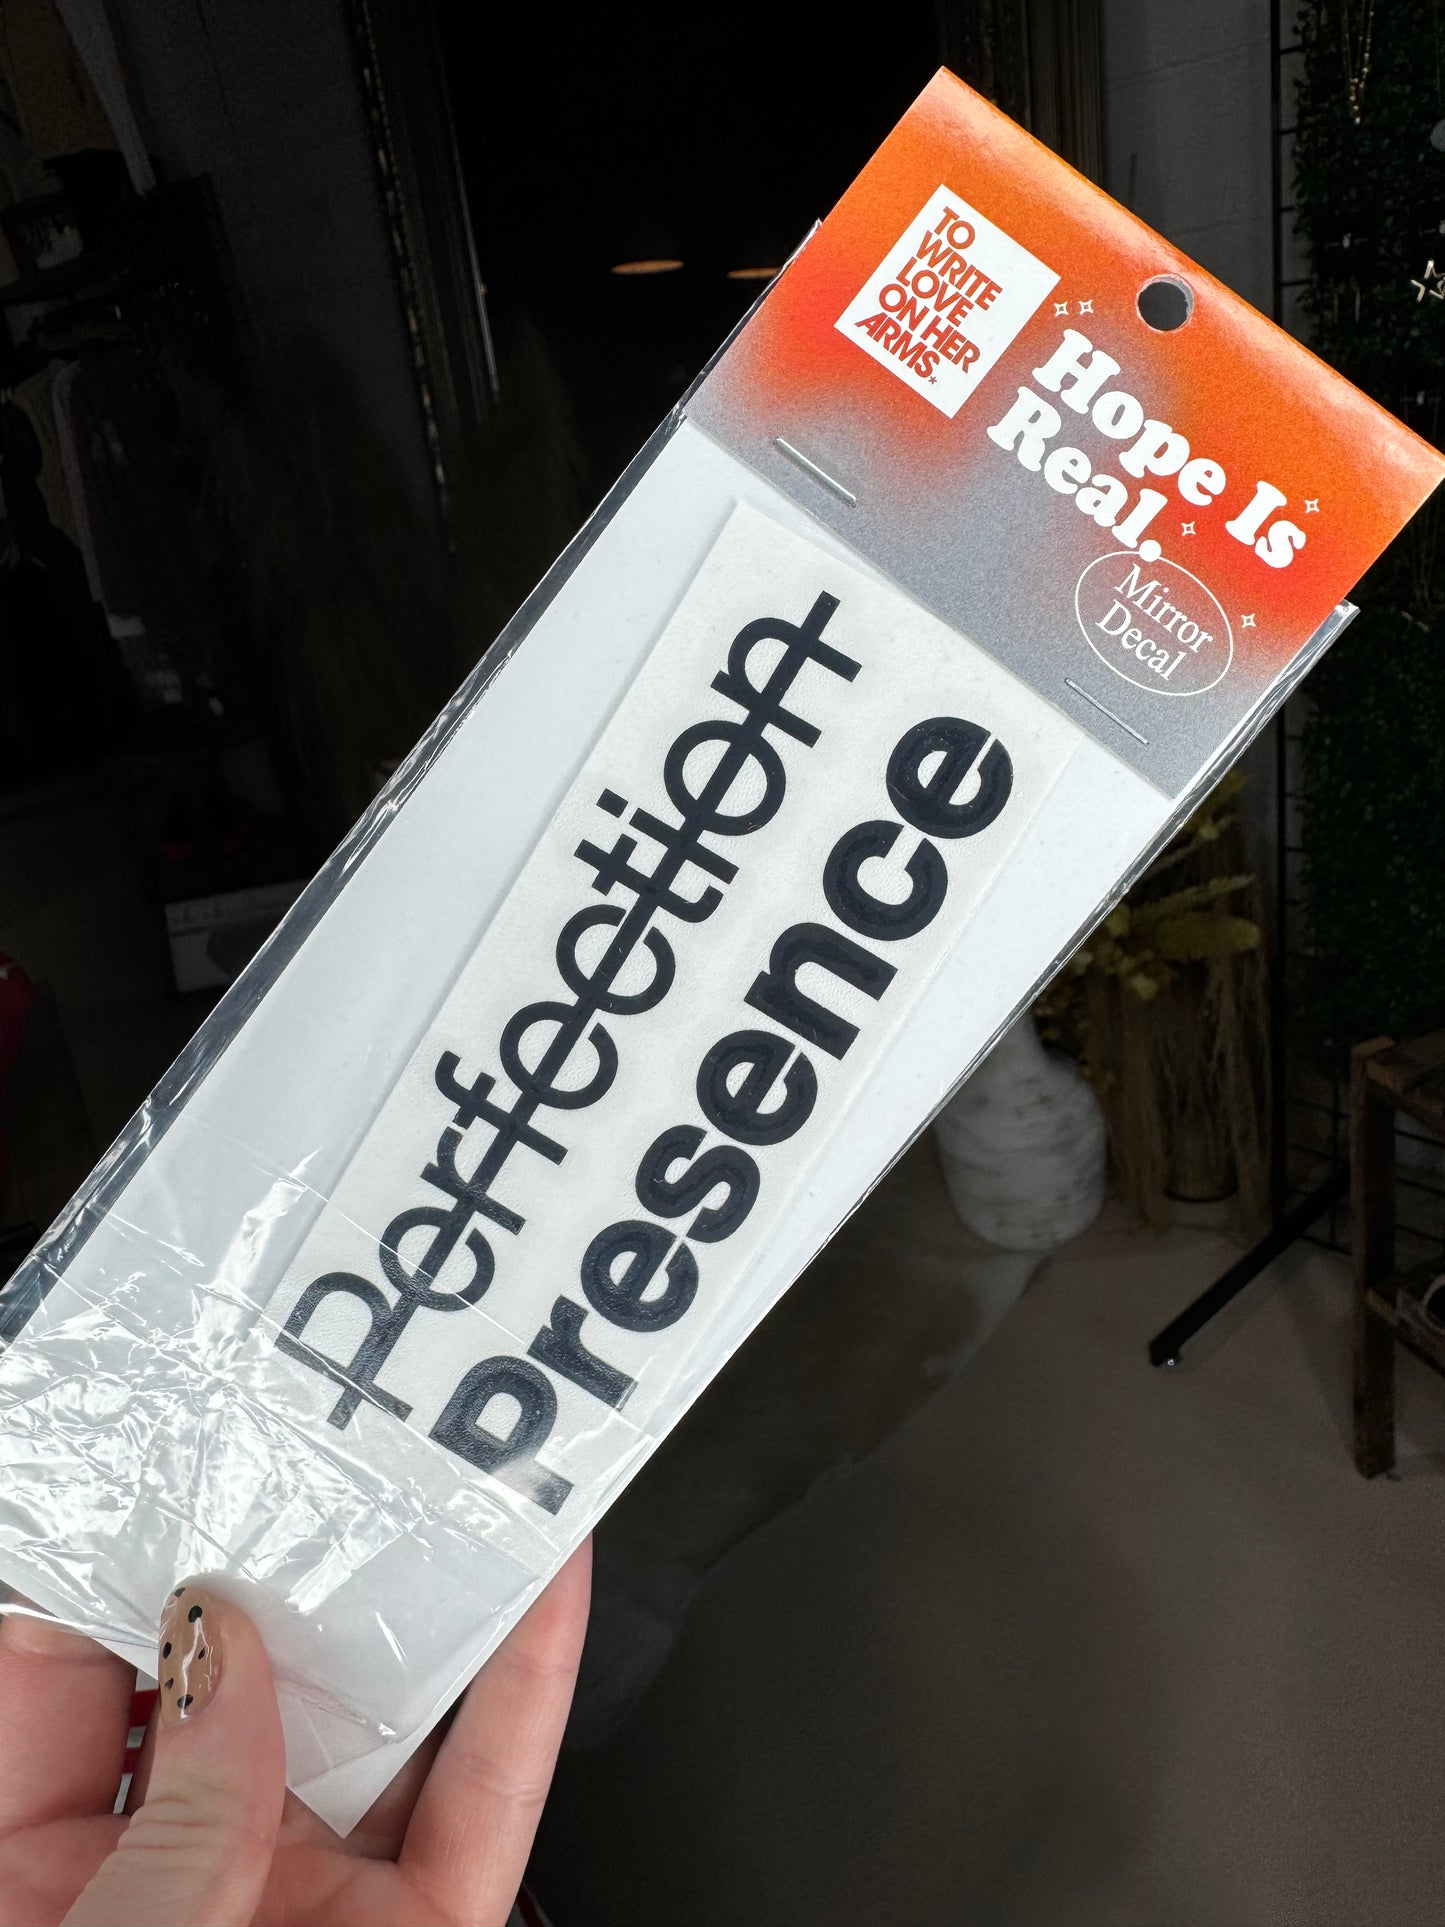 TO
WRITE
LOVE
ON HER
ARMS.*
Hope Is
Real.
Mirror
Decal
Perfection
Presence